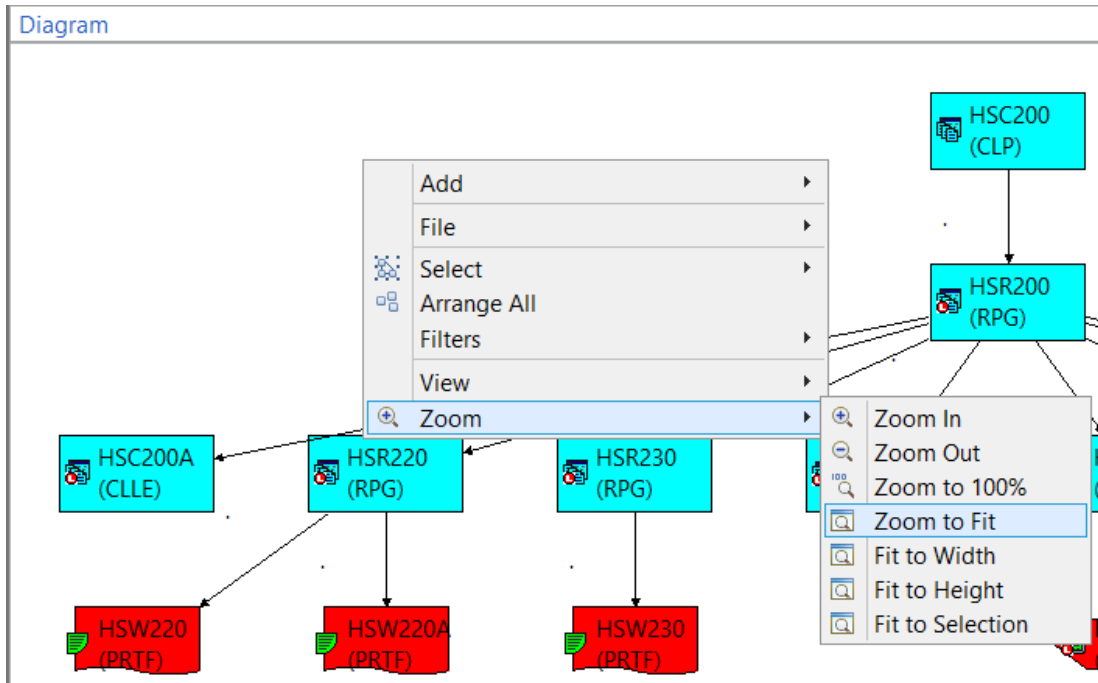 Diagram
HSC200
(CLP)
Add
File
Select
Arrange All
Filters
View
Zoom
HSR200
(RPG)
Zoom In
Zoom Out
100
Zoom to 100%
Zoom to Fit
Fit to Width
Fit to Height
Fit to Selection
HSC200A
(CLLE)
HSR220
(RPG)
HSR230
(RPG)
HSW220
(PRTF)
HSW220A
(PRTF)
HSW230
(PRTF)